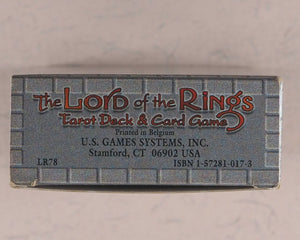 The Lord of the Rings
Tarot Deck & Card Game
Printed in Belgium
U.S. GAMES SYSTEMS, INC.
Stamford, CT 06902 USA
LR78 ISBN 1-57281-017-3